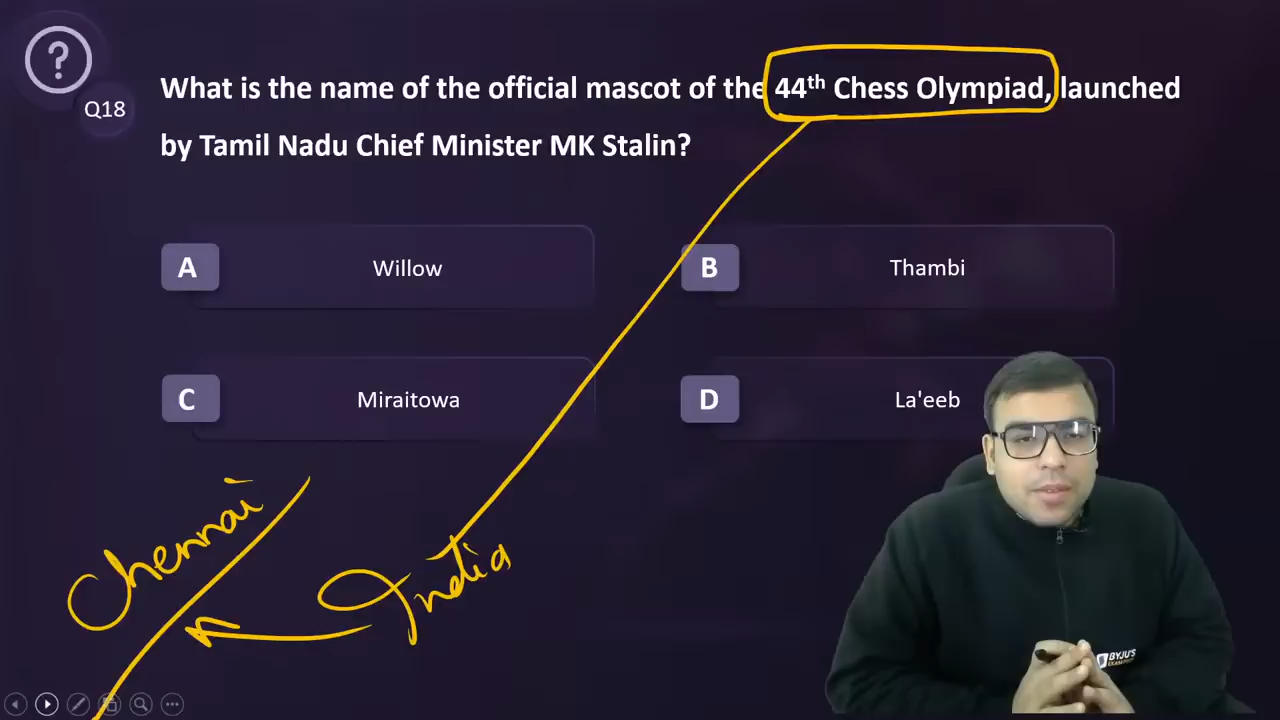 What is the name of the official mascot of the 44th Chess Olympiad, launched
Q18
by Tamil Nadu Chief Minister MK Stalin?
A Willow
B Thambi
C Miraitowa
D La'eeb
Chennai
India
BYJU'S